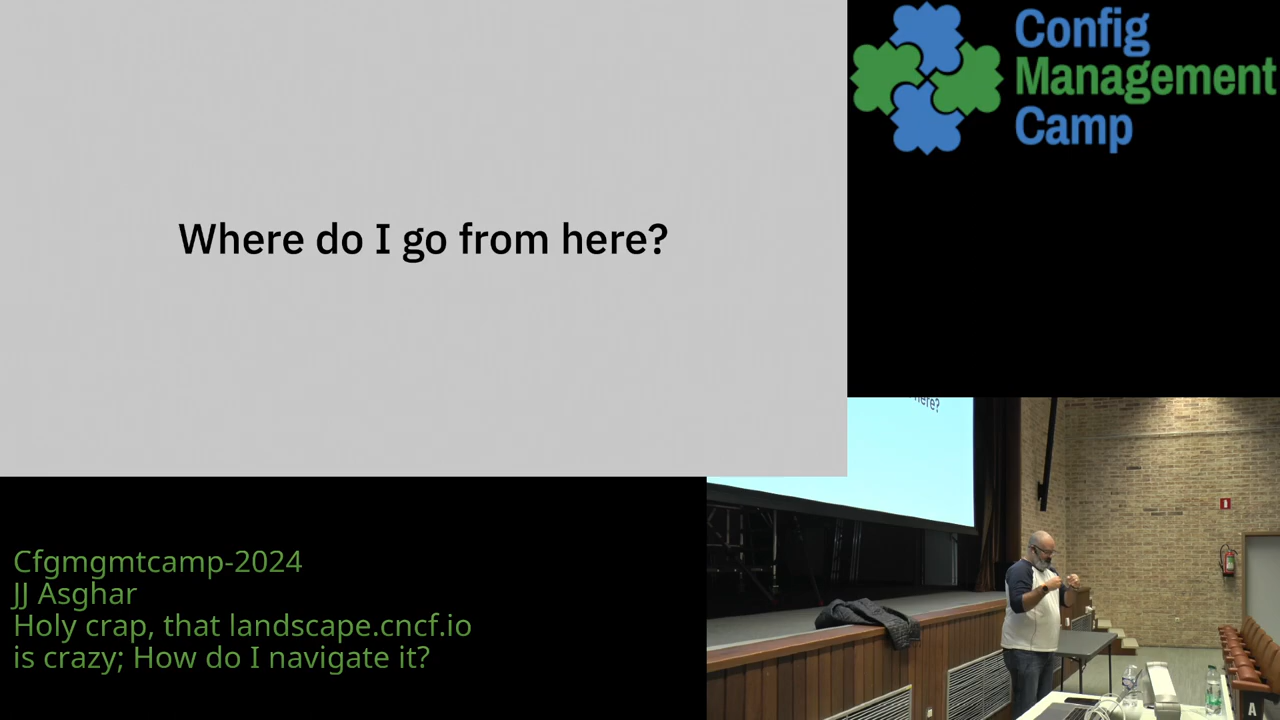 Where do I go from here?
Config
Management
Camp
here?
Cfgmgmtcamp-2024
JJ Asghar
Holy crap, that landscape.cncf.io
is crazy; How do I navigate it?
A